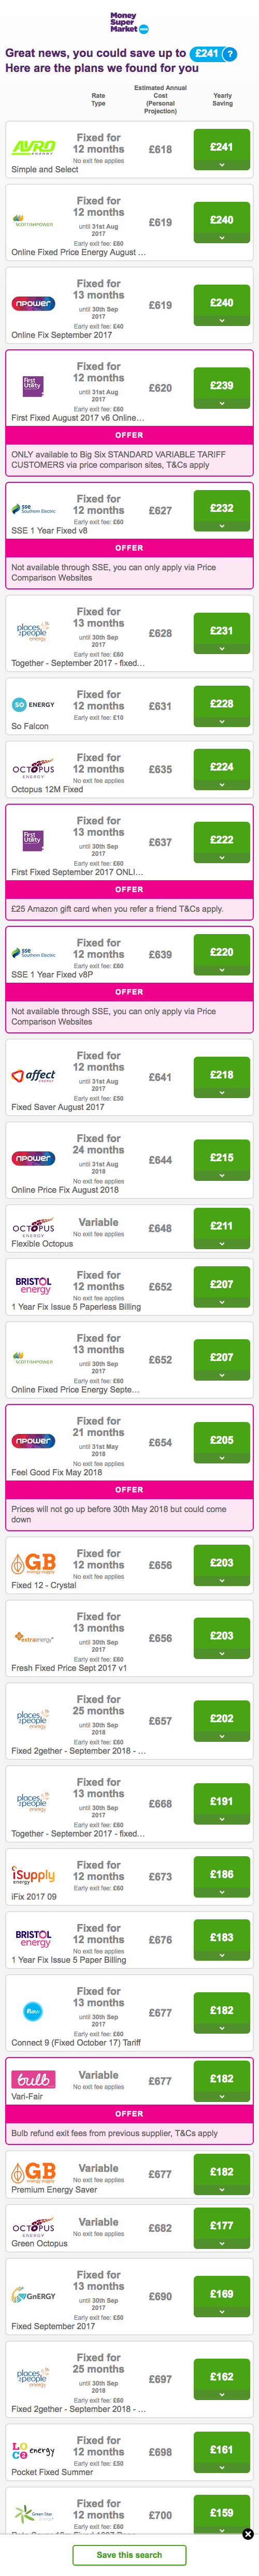 Money
Super
Market
Great news, you could save up to £241 ?
Here are the plans we found for you
Rate Type
Estimated Annual Cost (Personal Projection)
Yearly Saving
AVRO
ENERGY
Fixed for
12 months
No exit fee applies
£618
£241
Simple and Select
SCOTTISHPOWER
Fixed for
12 months
until 31st Aug
2017
Early exit fee: £60
£619
£240
Online Fixed Price Energy August ...
npower
Fixed for
13 months
until 30th Sep
2017
Early exit fee: £40
£619
£240
Online Fix September 2017
First
Utility
Fixed for
12 months
until 31st Aug
2017
Early exit fee: £60
£620
£239
First Fixed August 2017 v6 Online...
OFFER
ONLY available to Big Six STANDARD VARIABLE TARIFF
CUSTOMERS via price comparison sites, T&Cs apply
sse
Southern Electric
Fixed for
12 months
Early exit fee: £60
£627
£232
SSE 1 Year Fixed v8
OFFER
Not available through SSE, you can only apply via Price
Comparison Websites
places for
people
energy
Fixed for
13 months
until 30th Sep
2017
Early exit fee: £60
£628
£231
Together - September 2017 - fixed...
SO ENERGY
Fixed for
12 months
Early exit fee: £10
£631
£228
So Falcon
OCTOPUS
ENERGY
Fixed for
12 months
No exit fee applies
£635
£224
Octopus 12M Fixed
First
Utility
Fixed for
13 months
until 30th Sep
2017
Early exit fee: £60
£637
£222
First Fixed September 2017 ONLI...
OFFER
£25 Amazon gift card when you refer a friend T&Cs apply.
sse
Southern Electric
Fixed for
12 months
Early exit fee: £60
£639
£220
SSE 1 Year Fixed v8P
OFFER
Not available through SSE, you can only apply via Price
Comparison Websites
affect
ENERGY
Fixed for
12 months
until 31st Aug
2017
Early exit fee: £50
£641
£218
Fixed Saver August 2017
npower
Fixed for
24 months
until 31st Aug
2018
No exit fee applies
£644
£215
Online Price Fix August 2018
OCTOPUS
ENERGY
Variable
No exit fee applies
£648
£211
Flexible Octopus
BRISTOL
energy
Fixed for
12 months
No exit fee applies
£652
£207
1 Year Fix Issue 5 Paperless Billing
SCOTTISHPOWER
Fixed for
13 months
until 30th Sep
2017
Early exit fee: £60
£652
£207
Online Fixed Price Energy Septe...
npower
Fixed for
21 months
until 31st May
2018
No exit fee applies
£654
£205
Feel Good Fix May 2018
OFFER
Prices will not go up before 30th May 2018 but could come
down
GB
energy supply
Fixed for
12 months
No exit fee applies
£656
£203
Fixed 12 - Crystal
extraenergy
Fixed for
13 months
until 30th Sep
2017
Early exit fee: £60
£656
£203
Fresh Fixed Price Sept 2017 v1
places for
people
energy
Fixed for
25 months
until 30th Sep
2018
Early exit fee: £60
£657
£202
Fixed 2gether - September 2018 - ...
places for
people
energy
Fixed for
13 months
until 30th Sep
2017
Early exit fee: £60
£668
£191
Together - September 2017 - fixed...
iSupply
energy
Fixed for
12 months
Early exit fee: £60
£673
£186
iFix 2017 09
BRISTOL
energy
Fixed for
12 months
No exit fee applies
£676
£183
1 Year Fix Issue 5 Paper Billing
Fixed for
13 months
until 30th Sep
2017
Early exit fee: £60
£677
£182
Connect 9 (Fixed October 17) Tariff
bulb
Variable
No exit fee applies
£677
£182
Vari-Fair
OFFER
Bulb refund exit fees from previous supplier, T&Cs apply
GB
energy supply
Variable
No exit fee applies
£677
£182
Premium Energy Saver
OCTOPUS
ENERGY
Variable
No exit fee applies
£682
£177
Green Octopus
GnERGY
Fixed for
13 months
until 30th Sep
2017
Early exit fee: £50
£690
£169
Fixed September 2017
places for
people
energy
Fixed for
25 months
until 30th Sep
2018
Early exit fee: £60
£697
£162
Fixed 2gether - September 2018 - ...
LOCO2 energy
Fixed for
12 months
Early exit fee: £50
£698
£161
Pocket Fixed Summer
Green Star
Fixed for
12 months
Early exit fee: £60
£700
£159
Save this search